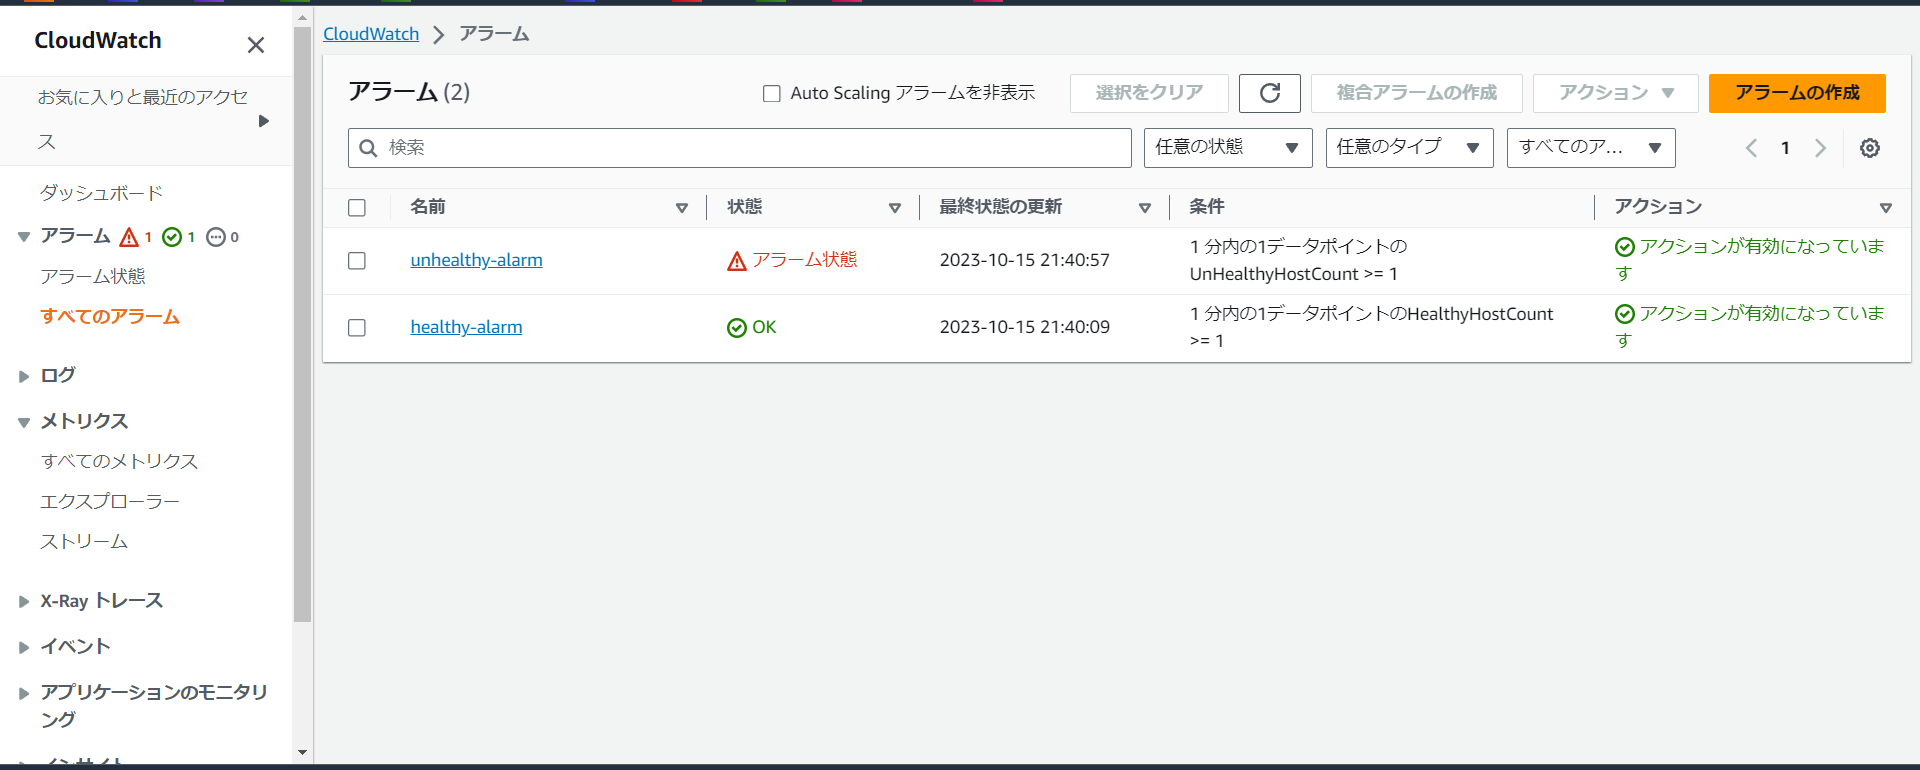 CloudWatch
お気に入りと最近のアクセ
ス
ダッシュボード
アラーム 1 1 0
アラーム状態
すべてのアラーム
ログ
メトリクス
すべてのメトリクス
エクスプローラー
ストリーム
X-Ray トレース
イベント
アプリケーションのモニタリ
ング
インサイト
CloudWatch > アラーム
アラーム (2)
Auto Scaling アラームを非表示
選択をクリア
複合アラームの作成
アクション
アラームの作成
検索
任意の状態
任意のタイプ
すべてのア...
1
名前 状態 最終状態の更新 条件 アクション
unhealthy-alarm アラーム状態 2023-10-15 21:40:57
1 分内の1データポイントの
UnHealthyHostCount >= 1
アクションが有効になっていま
す
healthy-alarm OK 2023-10-15 21:40:09
1 分内の1データポイントのHealthyHostCount
>= 1
アクションが有効になっていま
す